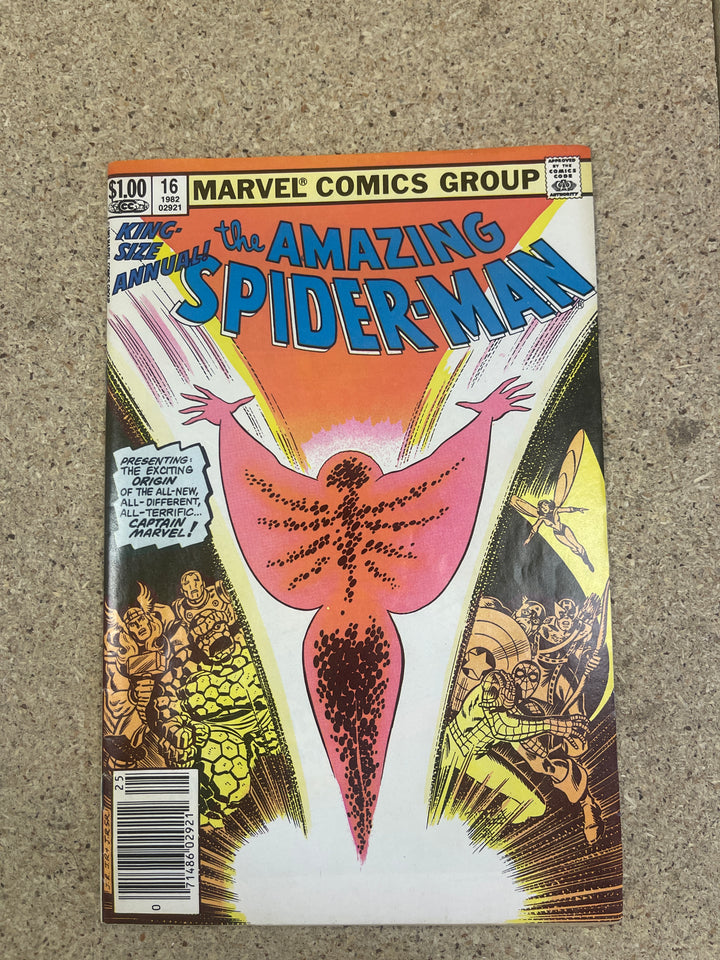 $1.00
CC
16
1982
02921
MARVEL® COMICS GROUP
APPROVED
BY THE
COMICS
CODE
AUTHORITY
KING-
SIZE
ANNUAL!
the AMAZING
SPIDER-MAN®
PRESENTING:
THE EXCITING
ORIGIN
OF THE ALL-NEW,
ALL-DIFFERENT,
ALL-TERRIFIC...
CAPTAIN
MARVEL!
25
0
71486 02921